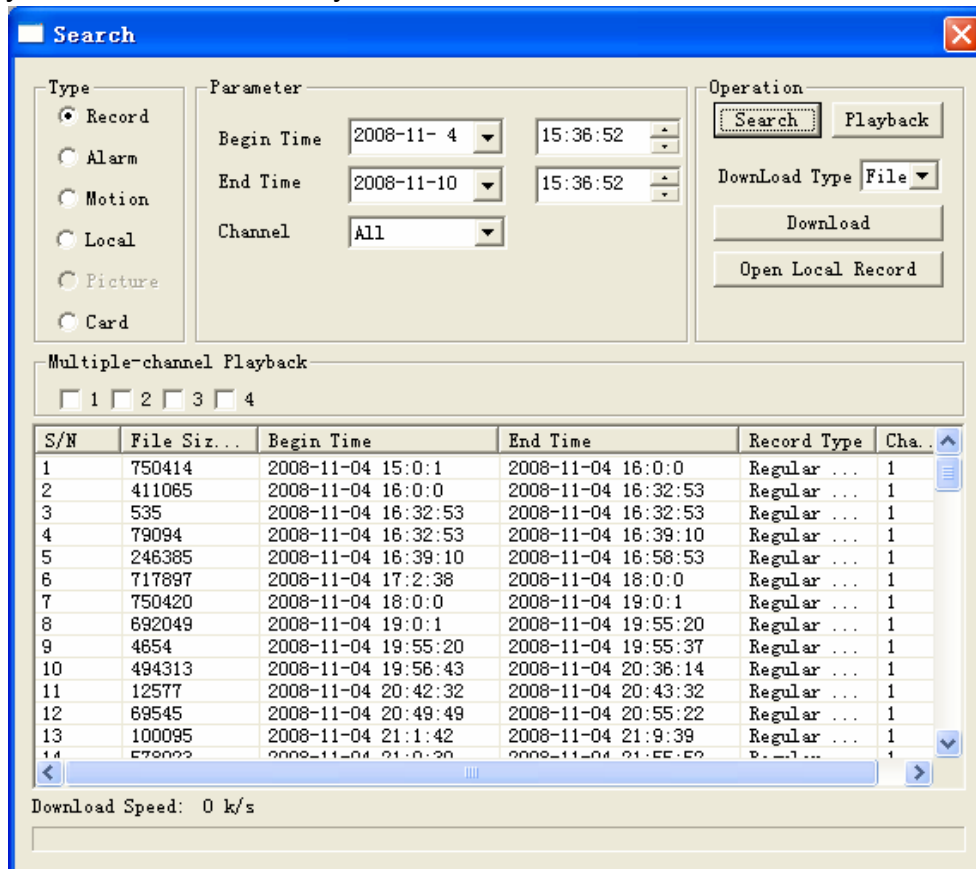 Search
Type
Record
Alarm
Motion
Local
Picture
Card
Parameter
Begin Time 2008-11- 4 15:36:52
End Time 2008-11-10 15:36:52
Channel All
Operation
Search Playback
DownLoad Type File
Download
Open Local Record
Multiple-channel Playback
1 2 3 4
S/N File Siz... Begin Time End Time Record Type Cha..
1 750414 2008-11-04 15:0:1 2008-11-04 16:0:0 Regular ... 1
2 411065 2008-11-04 16:0:0 2008-11-04 16:32:53 Regular ... 1
3 535 2008-11-04 16:32:53 2008-11-04 16:32:53 Regular ... 1
4 79094 2008-11-04 16:32:53 2008-11-04 16:39:10 Regular ... 1
5 246385 2008-11-04 16:39:10 2008-11-04 16:58:53 Regular ... 1
6 717897 2008-11-04 17:2:38 2008-11-04 18:0:0 Regular ... 1
7 750420 2008-11-04 18:0:0 2008-11-04 19:0:1 Regular ... 1
8 692049 2008-11-04 19:0:1 2008-11-04 19:55:20 Regular ... 1
9 4654 2008-11-04 19:55:20 2008-11-04 19:55:37 Regular ... 1
10 494313 2008-11-04 19:56:43 2008-11-04 20:36:14 Regular ... 1
11 12577 2008-11-04 20:42:32 2008-11-04 20:43:32 Regular ... 1
12 69545 2008-11-04 20:49:49 2008-11-04 20:55:22 Regular ... 1
13 100095 2008-11-04 21:1:42 2008-11-04 21:9:39 Regular ... 1
Download Speed: 0 k/s